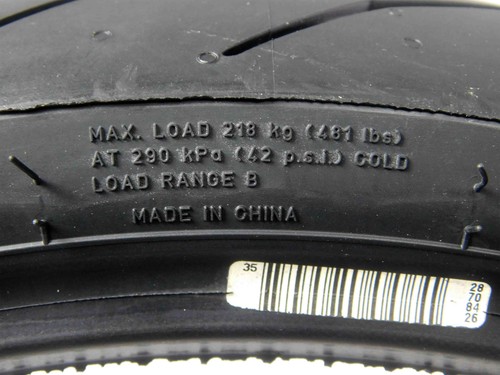 MAX. LOAD 218 kg (481 lbs)
AT 290 kPa (42 p.s.i.) COLD
LOAD RANGE B
MADE IN CHINA
35
28
70
84
26